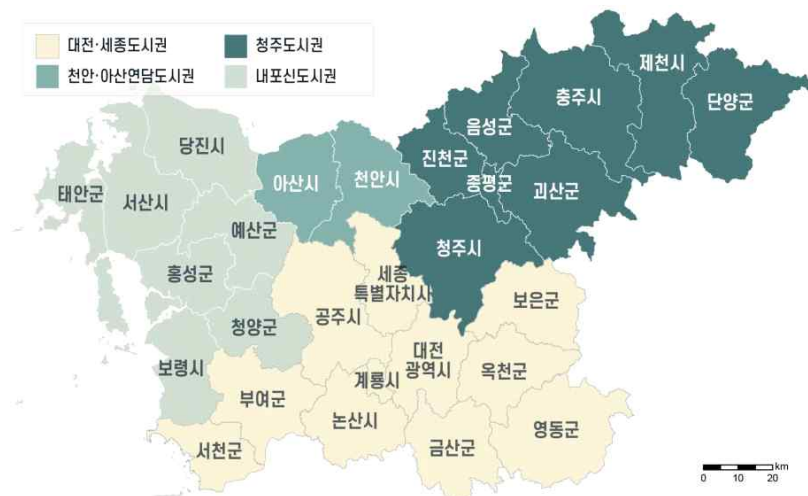 대전·세종도시권
청주도시권
천안·아산연담도시권
내포신도시권
제천시
충주시
단양군
음성군
당진시
진천군
아산시
천안시
증평군
괴산군
태안군
서산시
예산군
청주시
홍성군
세종
특별자치시
보은군
공주시
청양군
보령시
대전
광역시
옥천군
계룡시
부여군
논산시
영동군
서천군
금산군
km
0 10 20